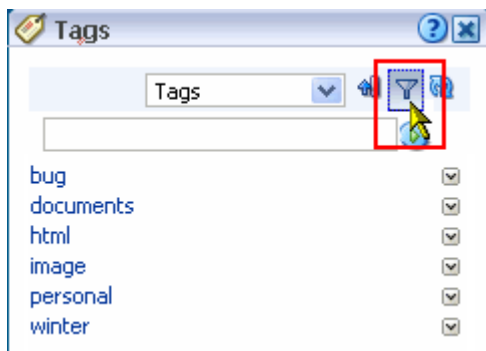 Tags
Tags
bug
documents
html
image
personal
winter